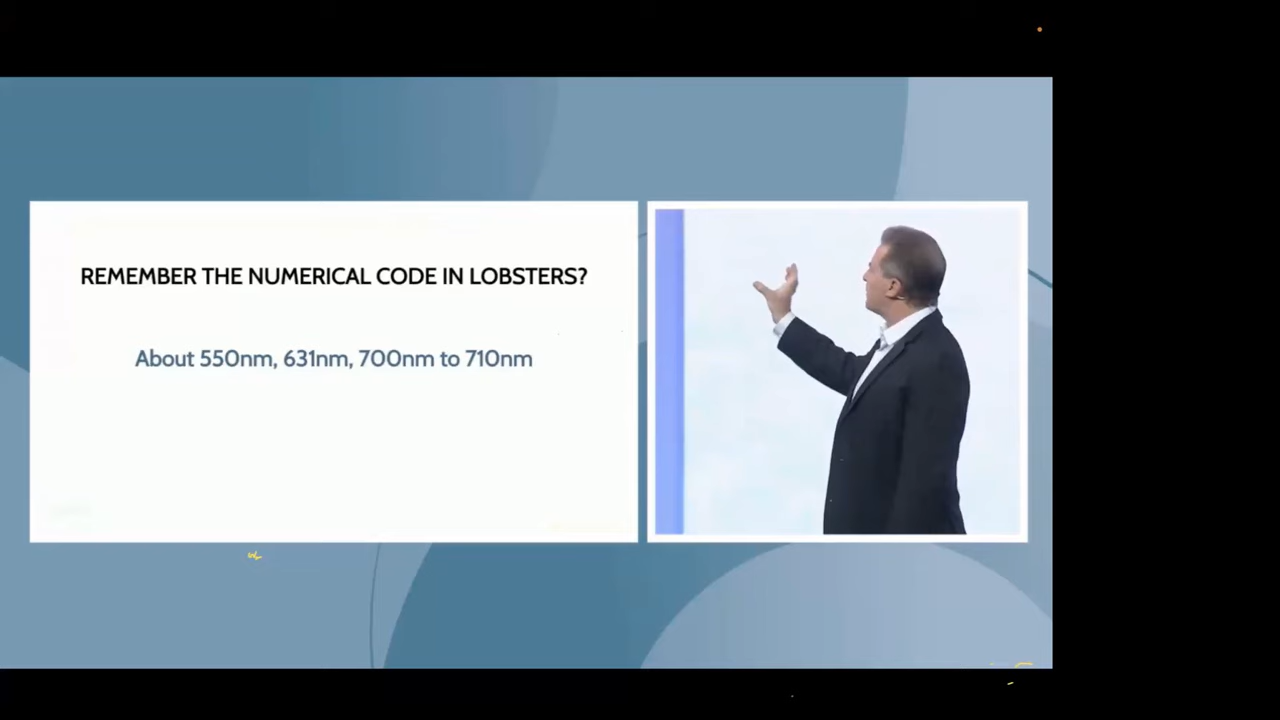 REMEMBER THE NUMERICAL CODE IN LOBSTERS?
About 550nm, 631nm, 700nm to 710nm